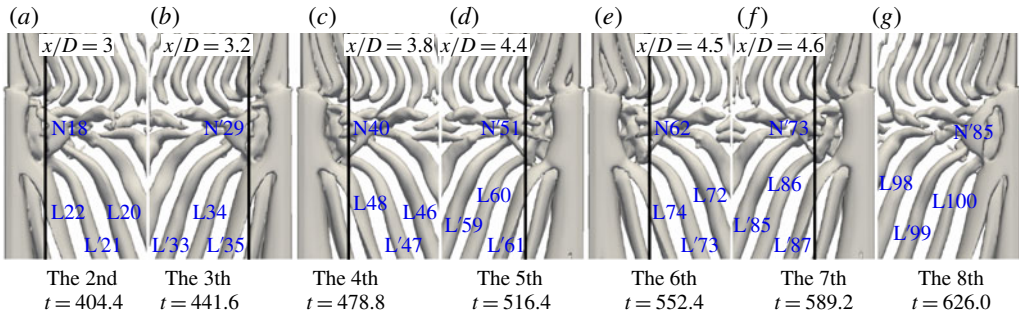 (a) (b) (c) (d) (e) (f) (g)
x/D = 3 x/D = 3.2 x/D = 3.8 x/D = 4.4 x/D = 4.5 x/D = 4.6
N18 N′29 N40 N′51 N62 N′73 N′85
L22 L20 L34 L48 L46 L60 L74 L72 L86 L98 L100
L′21 L′33 L′35 L′47 L′59 L′61 L′73 L′85 L′87 L′99
The 2nd The 3th The 4th The 5th The 6th The 7th The 8th
t = 404.4 t = 441.6 t = 478.8 t = 516.4 t = 552.4 t = 589.2 t = 626.0